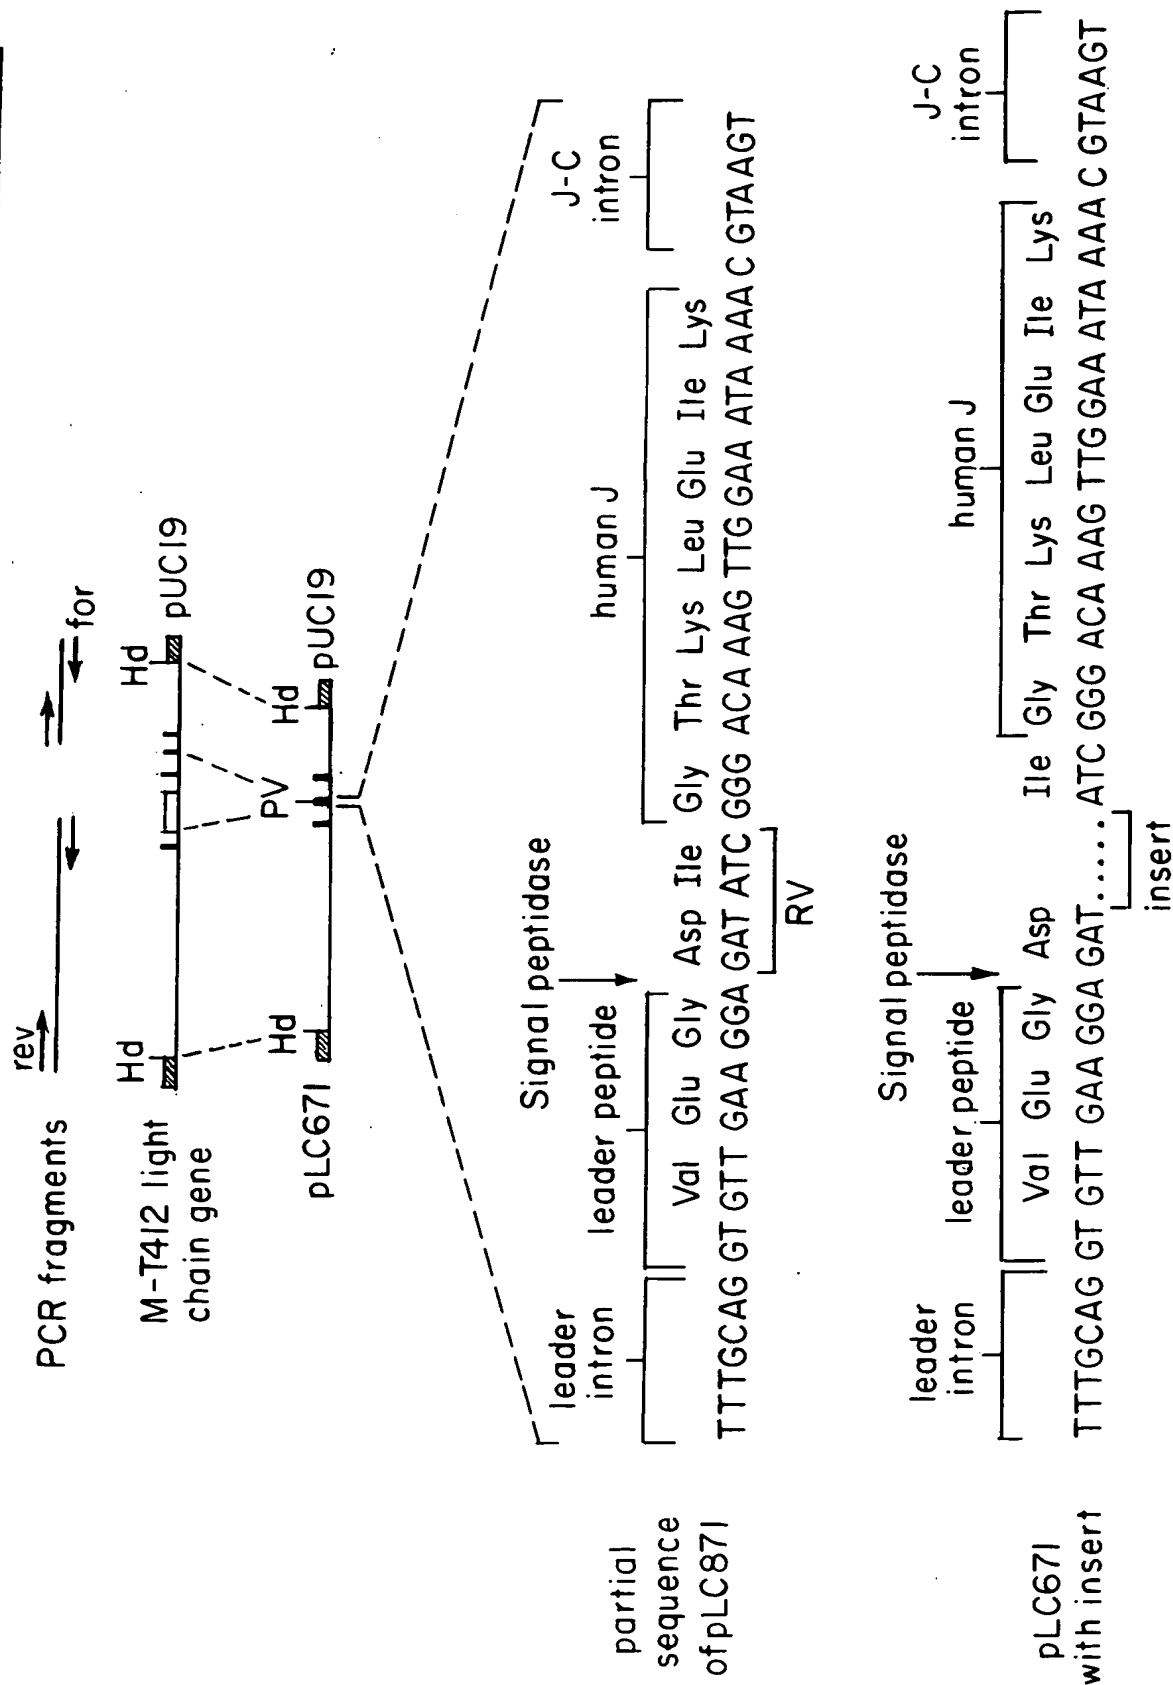 PCR fragments
rev
for
M-T412 light
chain gene
Hd
Hd
pUC19
PV
pLC671
Hd
Hd
pUC19
partial
sequence
of pLC871
leader
intron
leader peptide
Signal peptidase
human J
J-C
intron
Val Glu Gly Asp Ile Gly Thr Lys Leu Glu Ile Lys
TTTGCAG GT GTT GAA GGA GAT ATC GGG ACA AAG TTG GAA ATA AAA C GTAAGT
RV
pLC671
with insert
leader
intron
leader peptide
Signal peptidase
human J
J-C
intron
Val Glu Gly Asp Ile Gly Thr Lys Leu Glu Ile Lys
TTTGCAG GT GTT GAA GGA GAT......ATC GGG ACA AAG TTG GAA ATA AAA C GTAAGT
insert